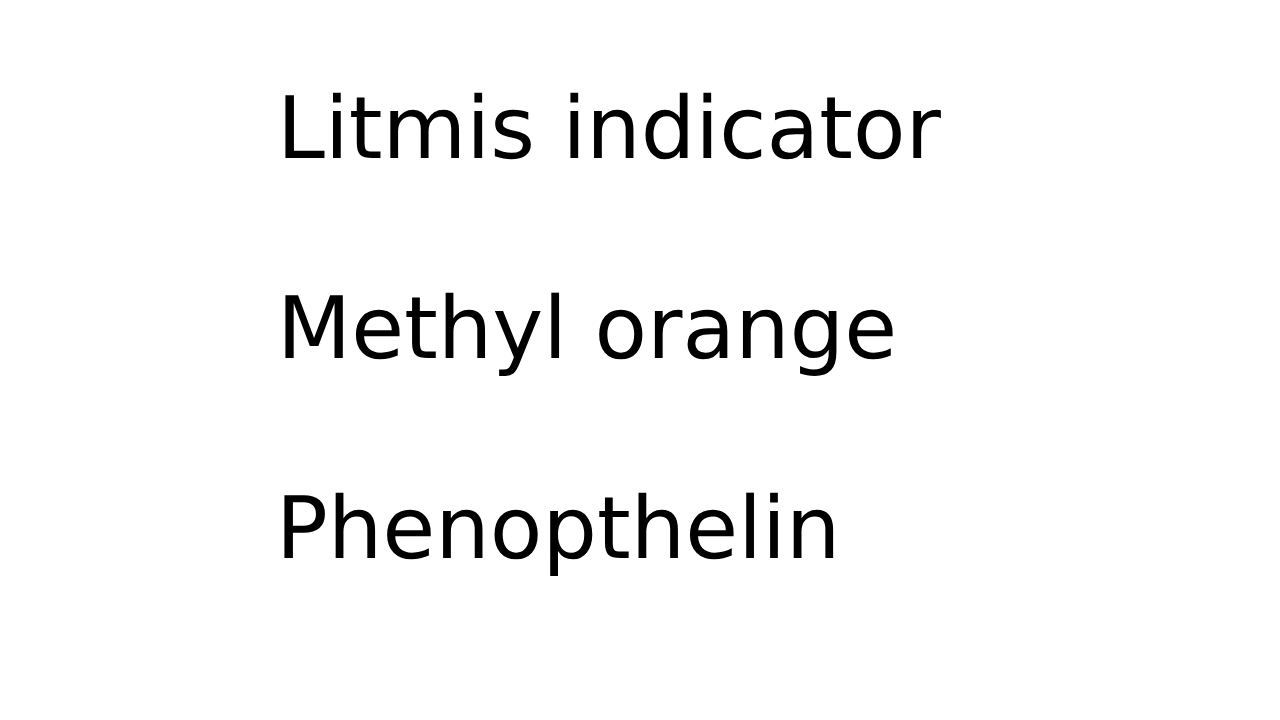 Litmis indicator
Methyl orange
Phenopthelin